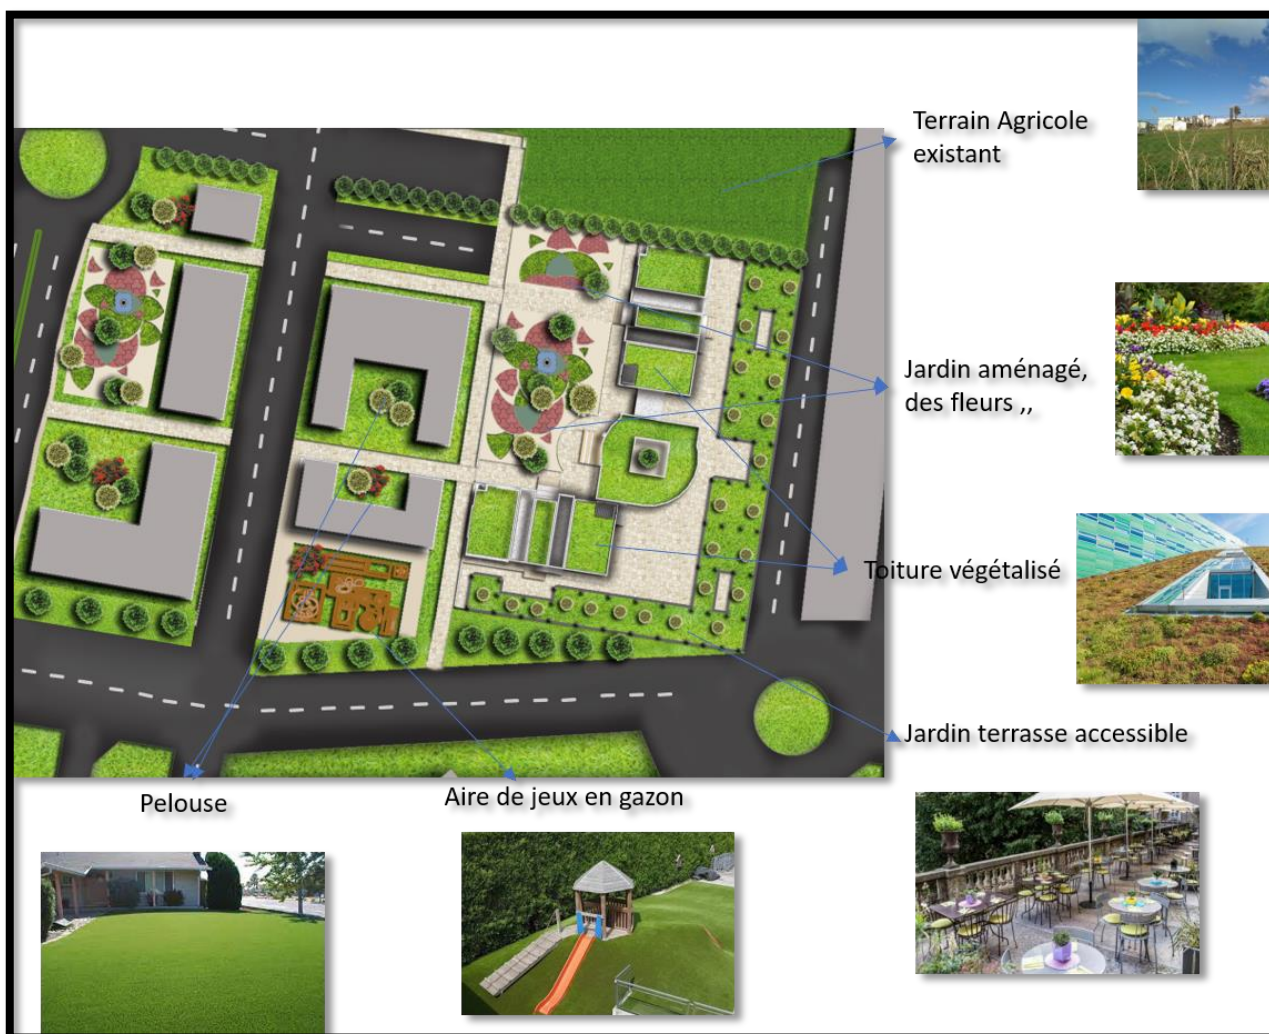 Terrain Agricole
existant
Jardin aménagé,
des fleurs ,,
Toiture végétalisé
Jardin terrasse accessible
Pelouse
Aire de jeux en gazon